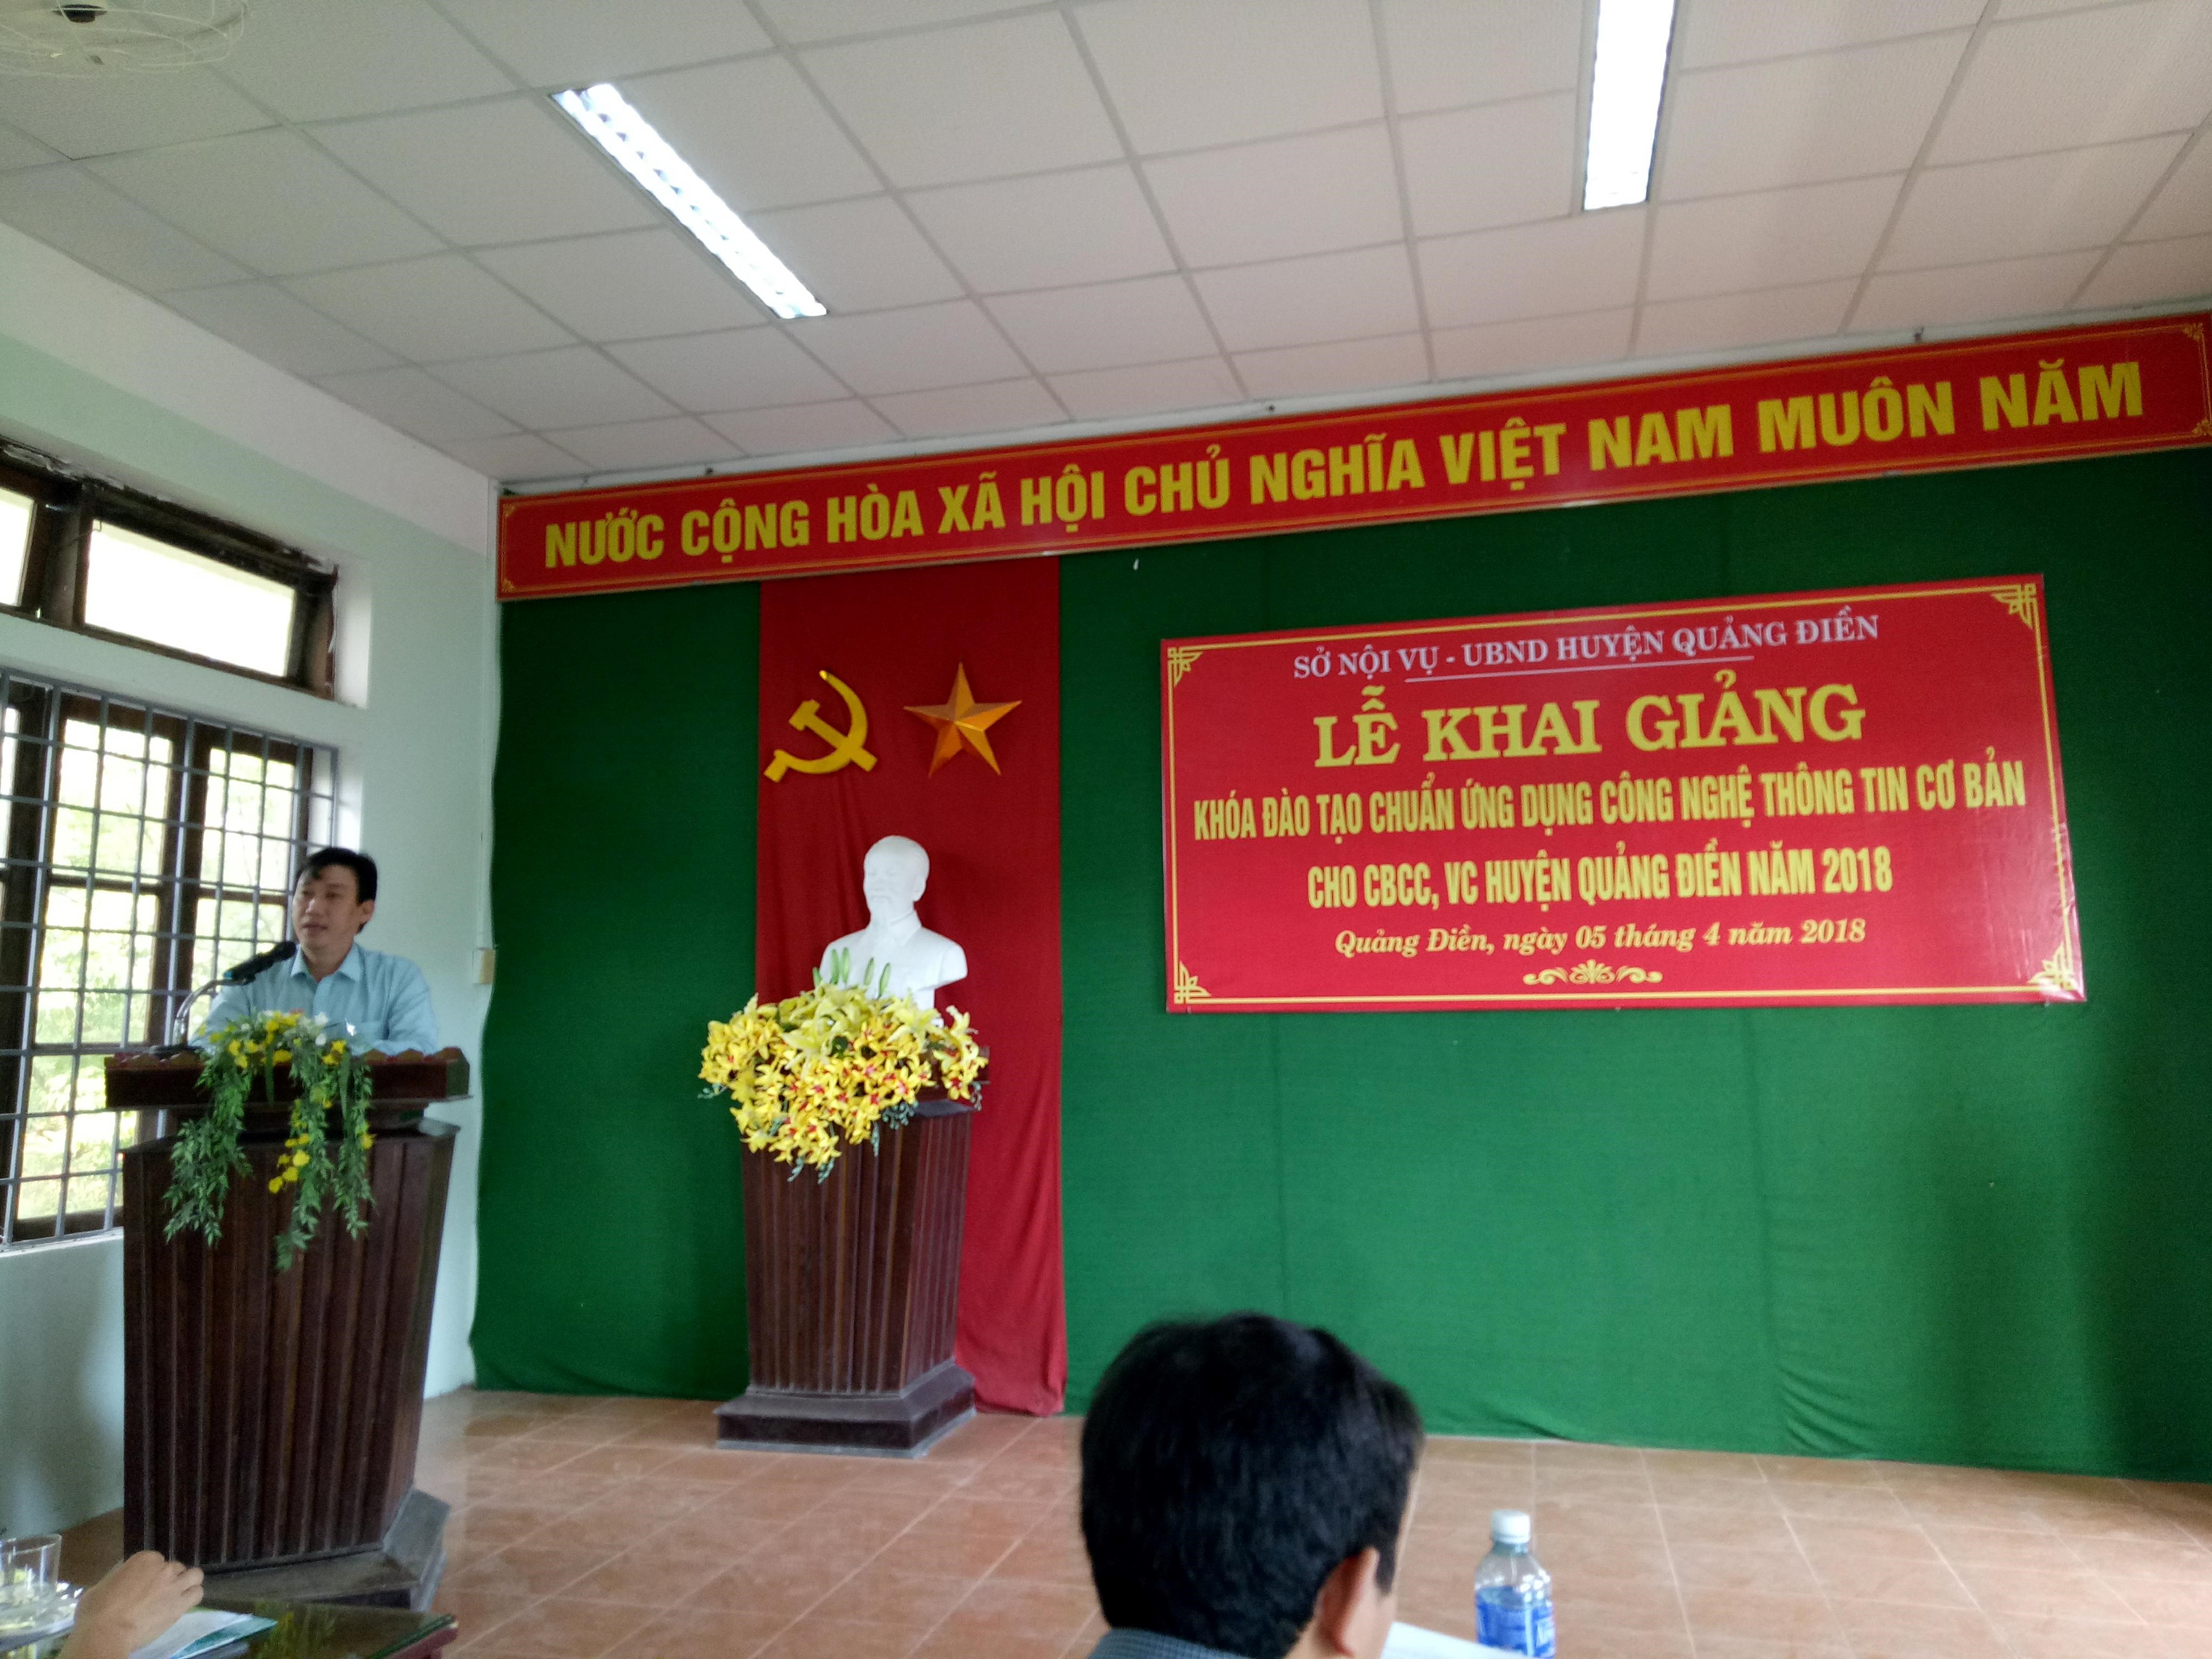 NƯỚC CỘNG HÒA XÃ HỘI CHỦ NGHĨA VIỆT NAM MUÔN NĂM
SỞ NỘI VỤ - UBND HUYỆN QUẢNG ĐIỀN
LỄ KHAI GIẢNG
KHÓA ĐÀO TẠO CHUẨN ỨNG DỤNG CÔNG NGHỆ THÔNG TIN CƠ BẢN
CHO CBCC, VC HUYỆN QUẢNG ĐIỀN NĂM 2018
Quảng Điền, ngày 05 tháng 4 năm 2018